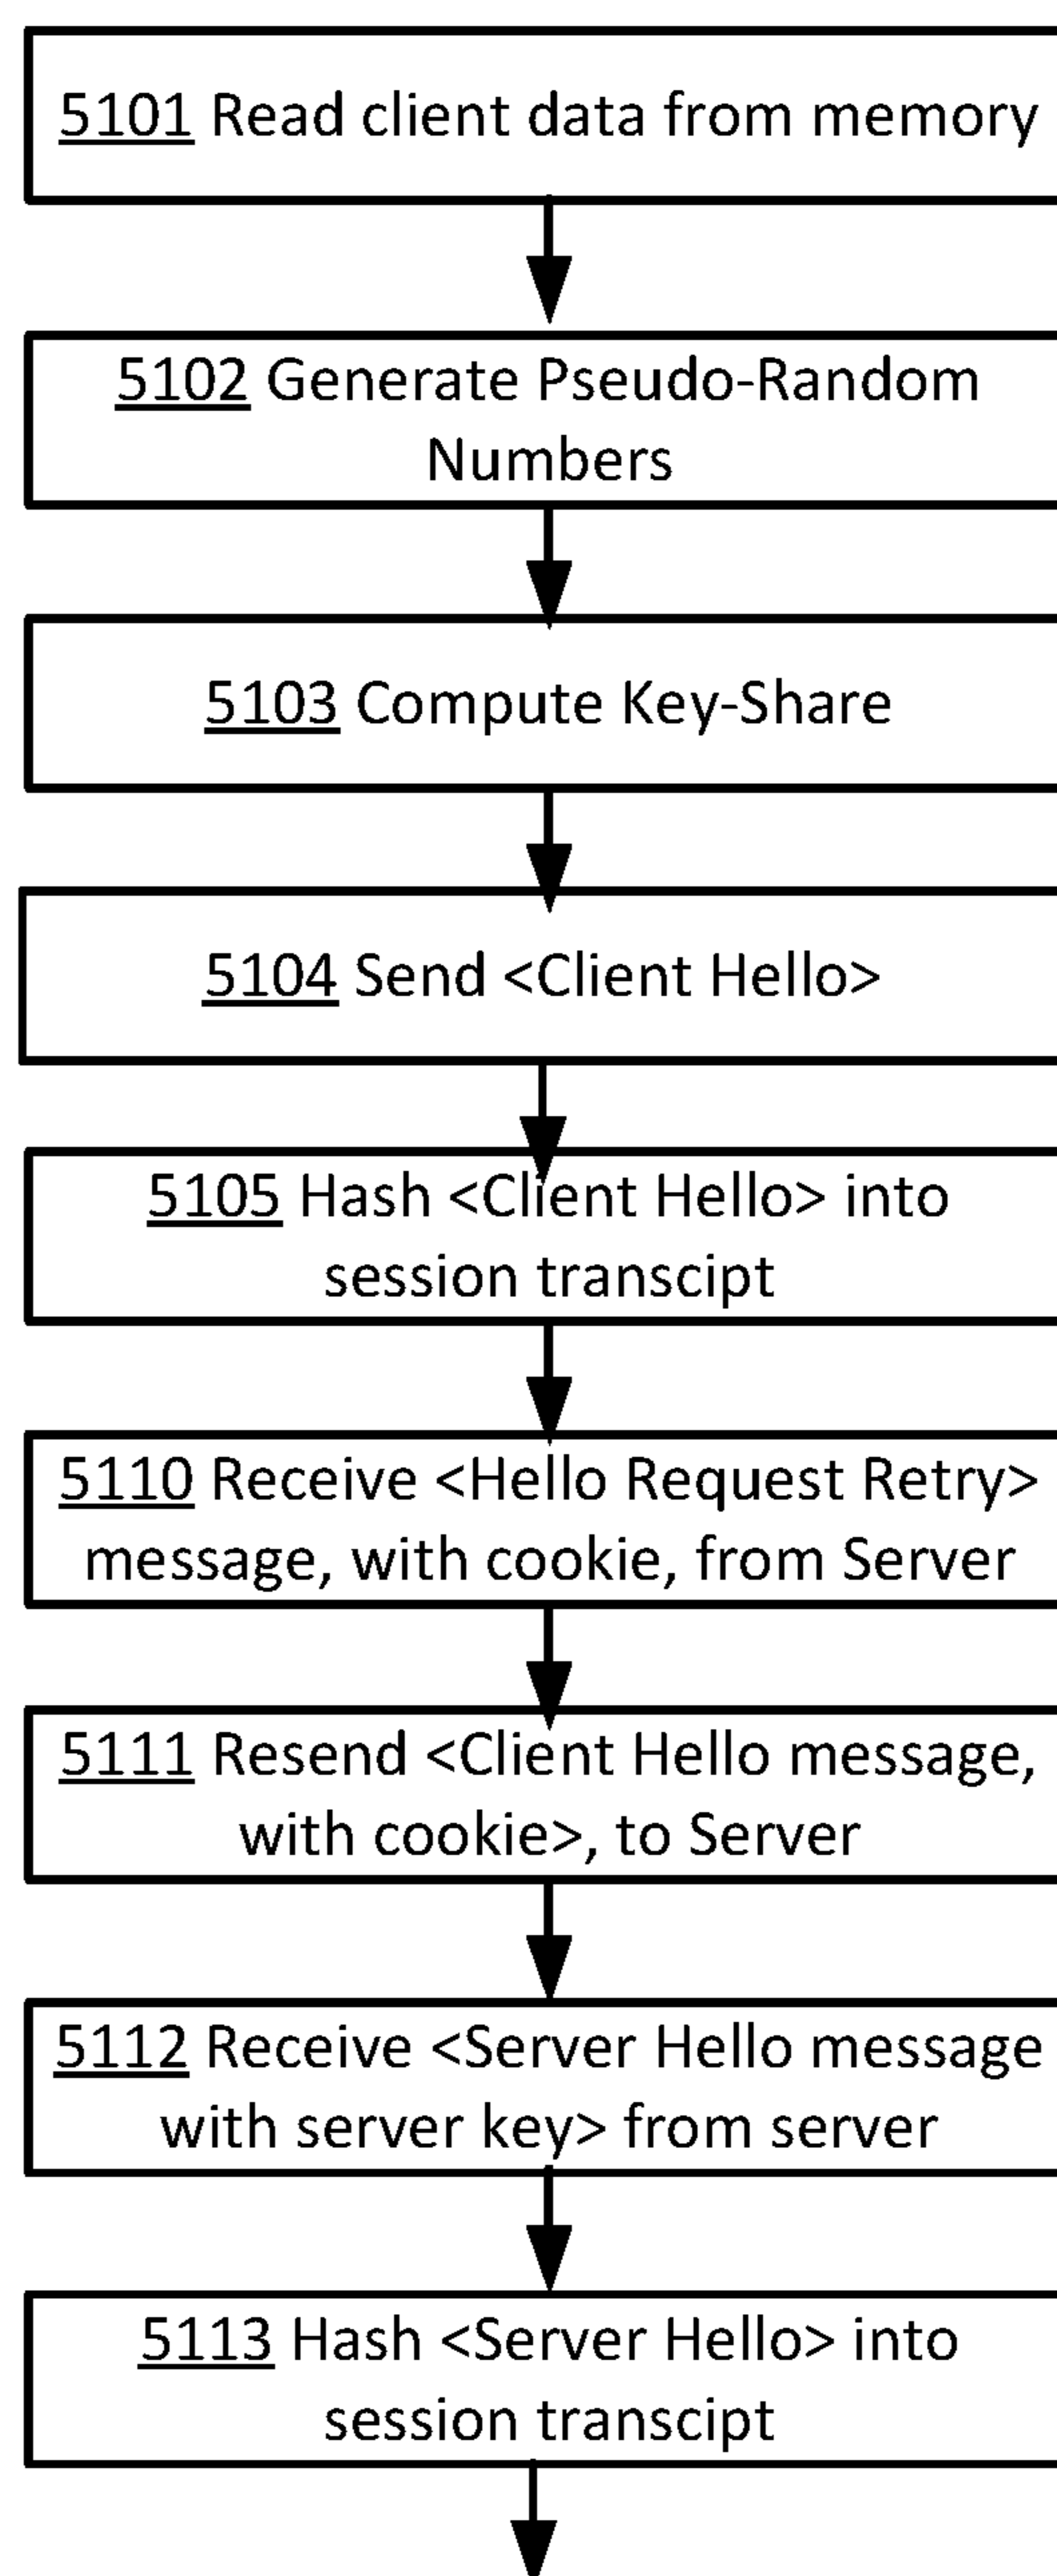 5101 Read client data from memory
5102 Generate Pseudo-Random
Numbers
5103 Compute Key-Share
5104 Send <Client Hello>
5105 Hash <Client Hello> into
session transcipt
5110 Receive <Hello Request Retry>
message, with cookie, from Server
5111 Resend <Client Hello message,
with cookie>, to Server
5112 Receive <Server Hello message
with server key> from server
5113 Hash <Server Hello> into
session transcipt